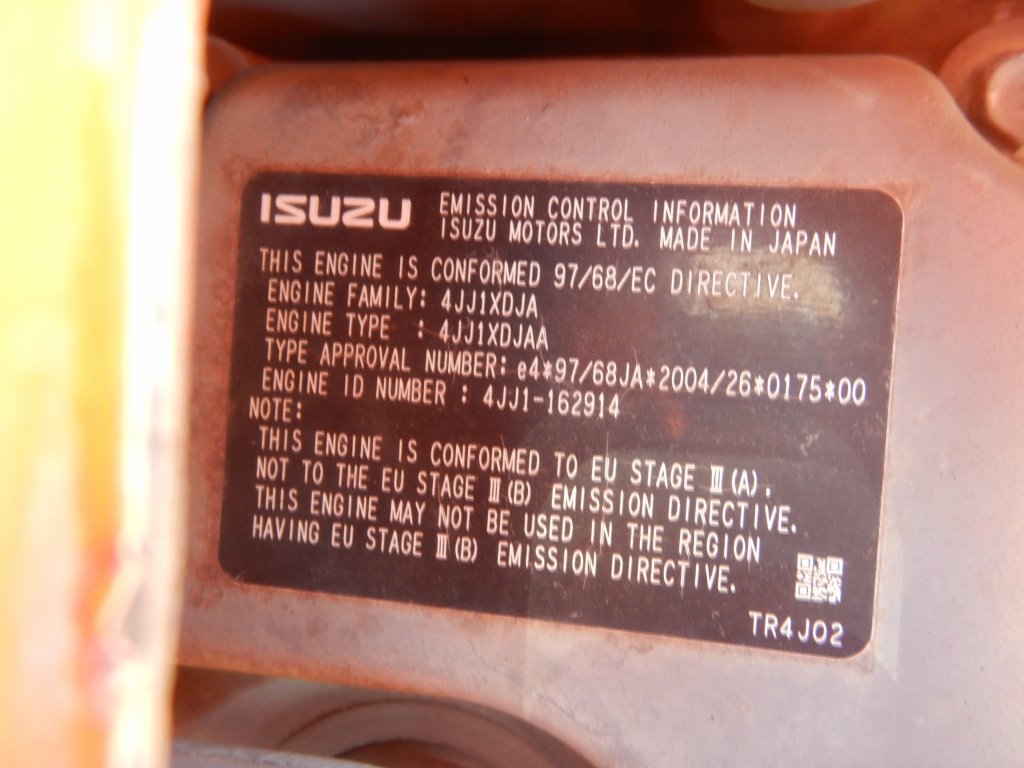 ISUZU
EMISSION CONTROL INFORMATION
ISUZU MOTORS LTD. MADE IN JAPAN
THIS ENGINE IS CONFORMED 97/68/EC DIRECTIVE.
ENGINE FAMILY: 4JJ1XDJA
ENGINE TYPE : 4JJ1XDJAA
TYPE APPROVAL NUMBER: e4*97/68JA*2004/26*0175*00
ENGINE ID NUMBER : 4JJ1-162914
NOTE:
THIS ENGINE IS CONFORMED TO EU STAGE Ⅲ(A).
NOT TO THE EU STAGE Ⅲ(B) EMISSION DIRECTIVE.
THIS ENGINE MAY NOT BE USED IN THE REGION
HAVING EU STAGE Ⅲ(B) EMISSION DIRECTIVE.
TR4J02